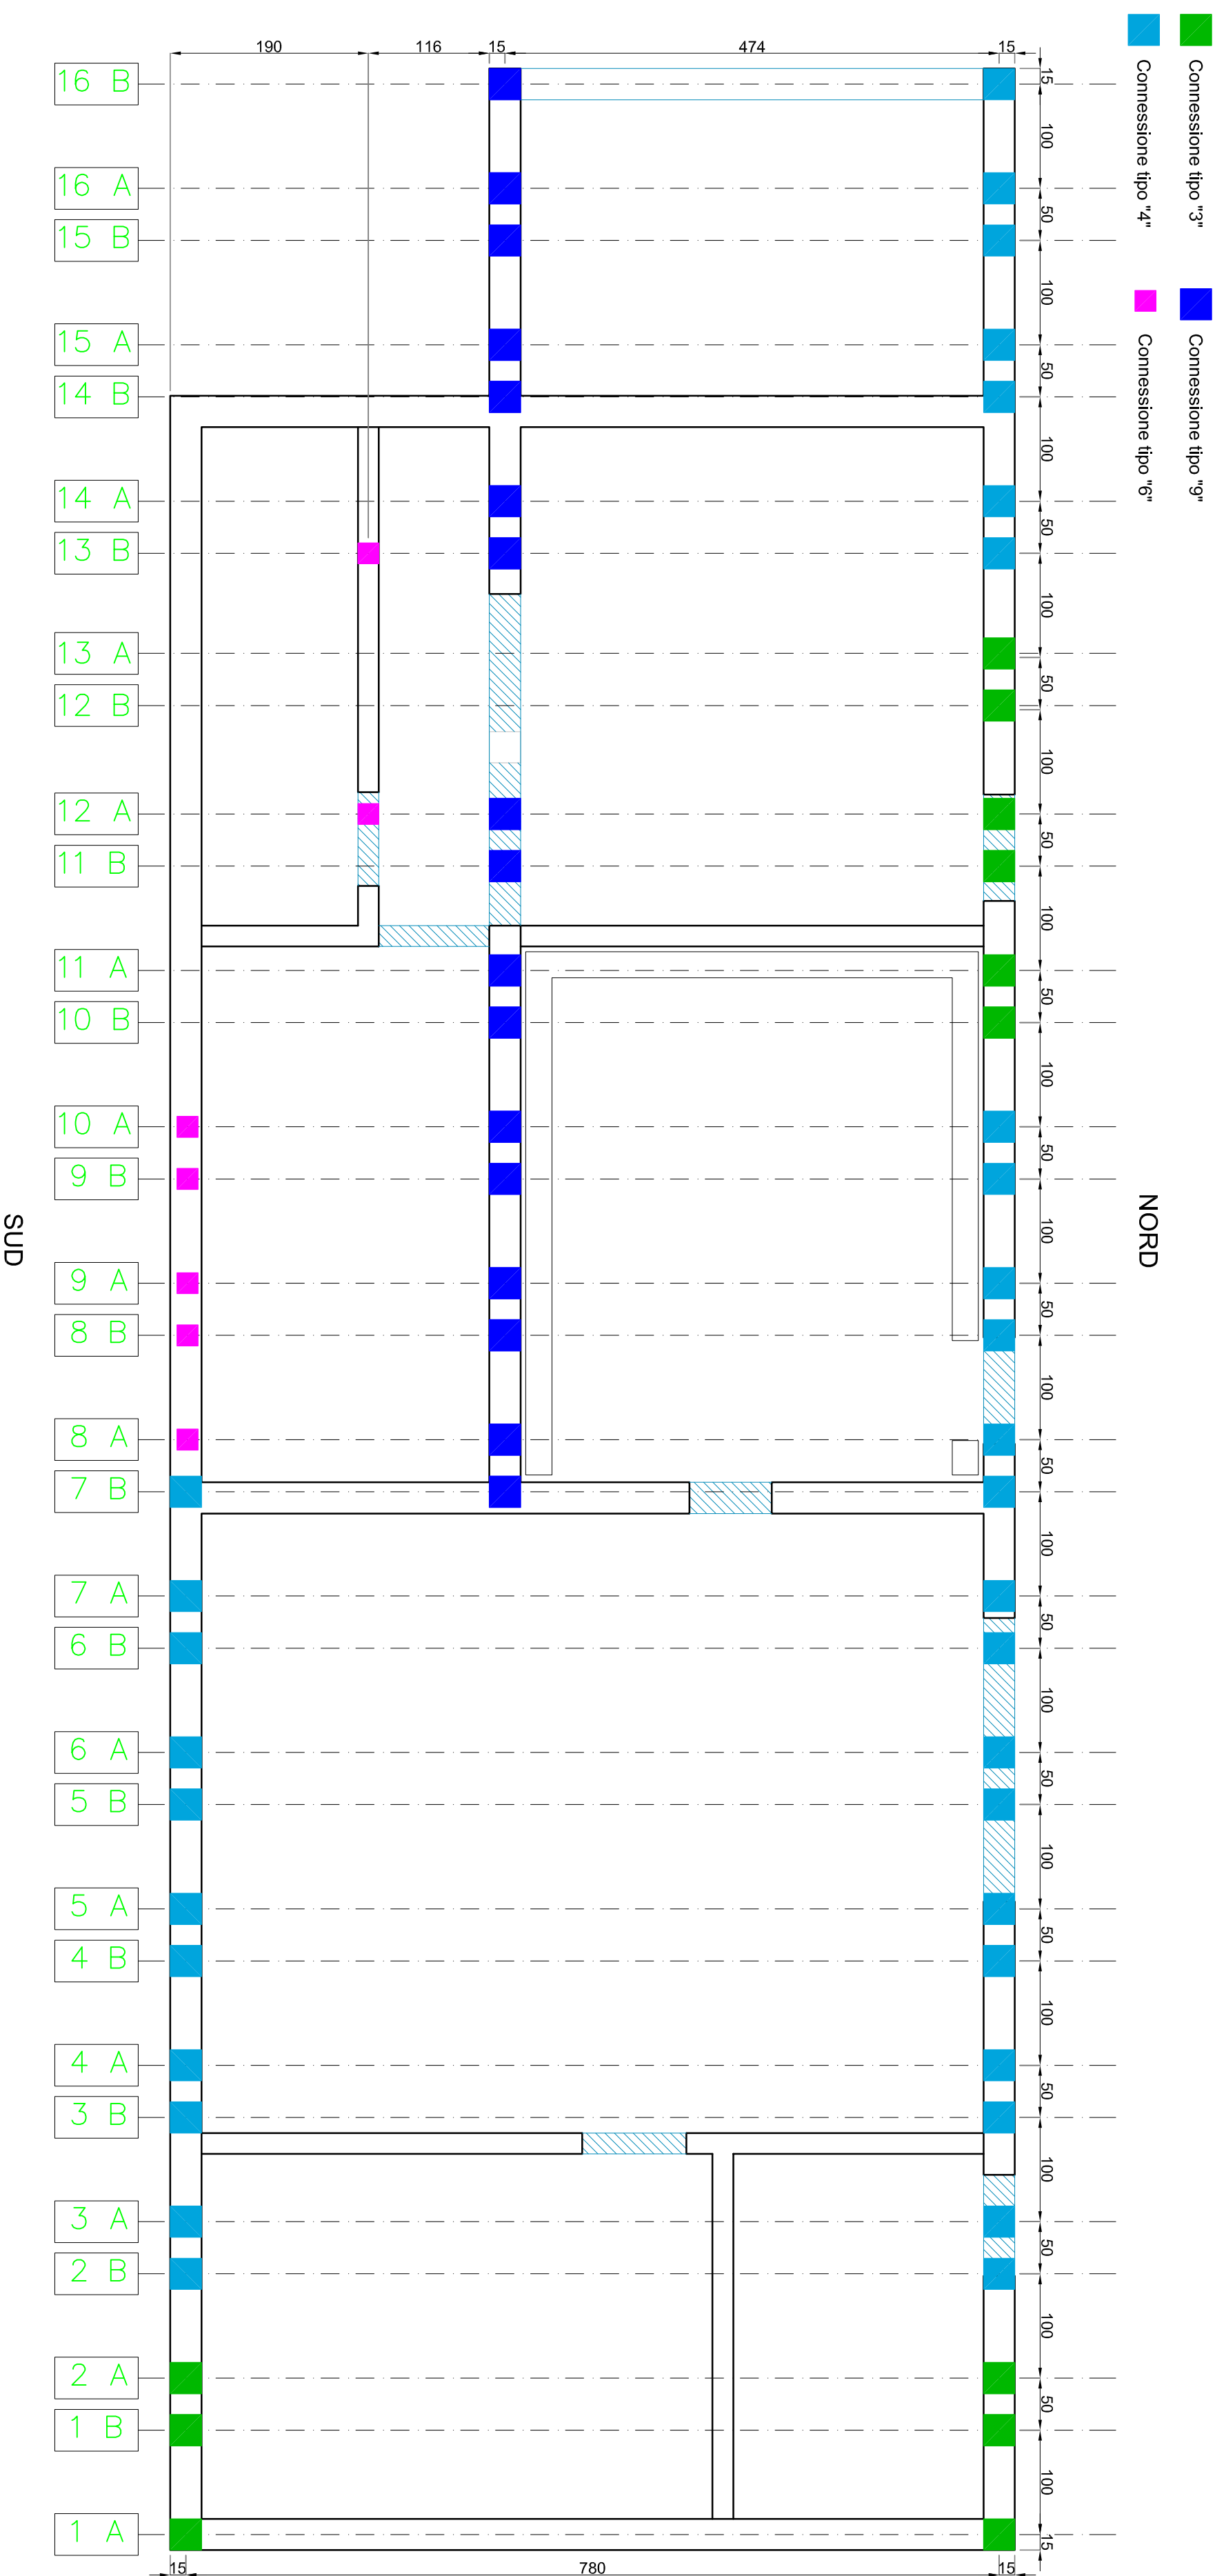 Connessione tipo "4"
Connessione tipo "3"
Connessione tipo "6"
Connessione tipo "9"
190
116
15
474
15
16 B
16 A
15 B
15 A
14 B
14 A
13 B
13 A
12 B
12 A
11 B
11 A
10 B
10 A
9 B
9 A
8 B
8 A
7 B
7 A
6 B
6 A
5 B
5 A
4 B
4 A
3 B
3 A
2 B
2 A
1 B
1 A
15
100
50
100
50
100
50
100
50
100
50
100
50
100
50
100
50
100
50
100
50
100
50
100
50
100
50
100
50
100
50
100
15
NORD
SUD
15
780
15